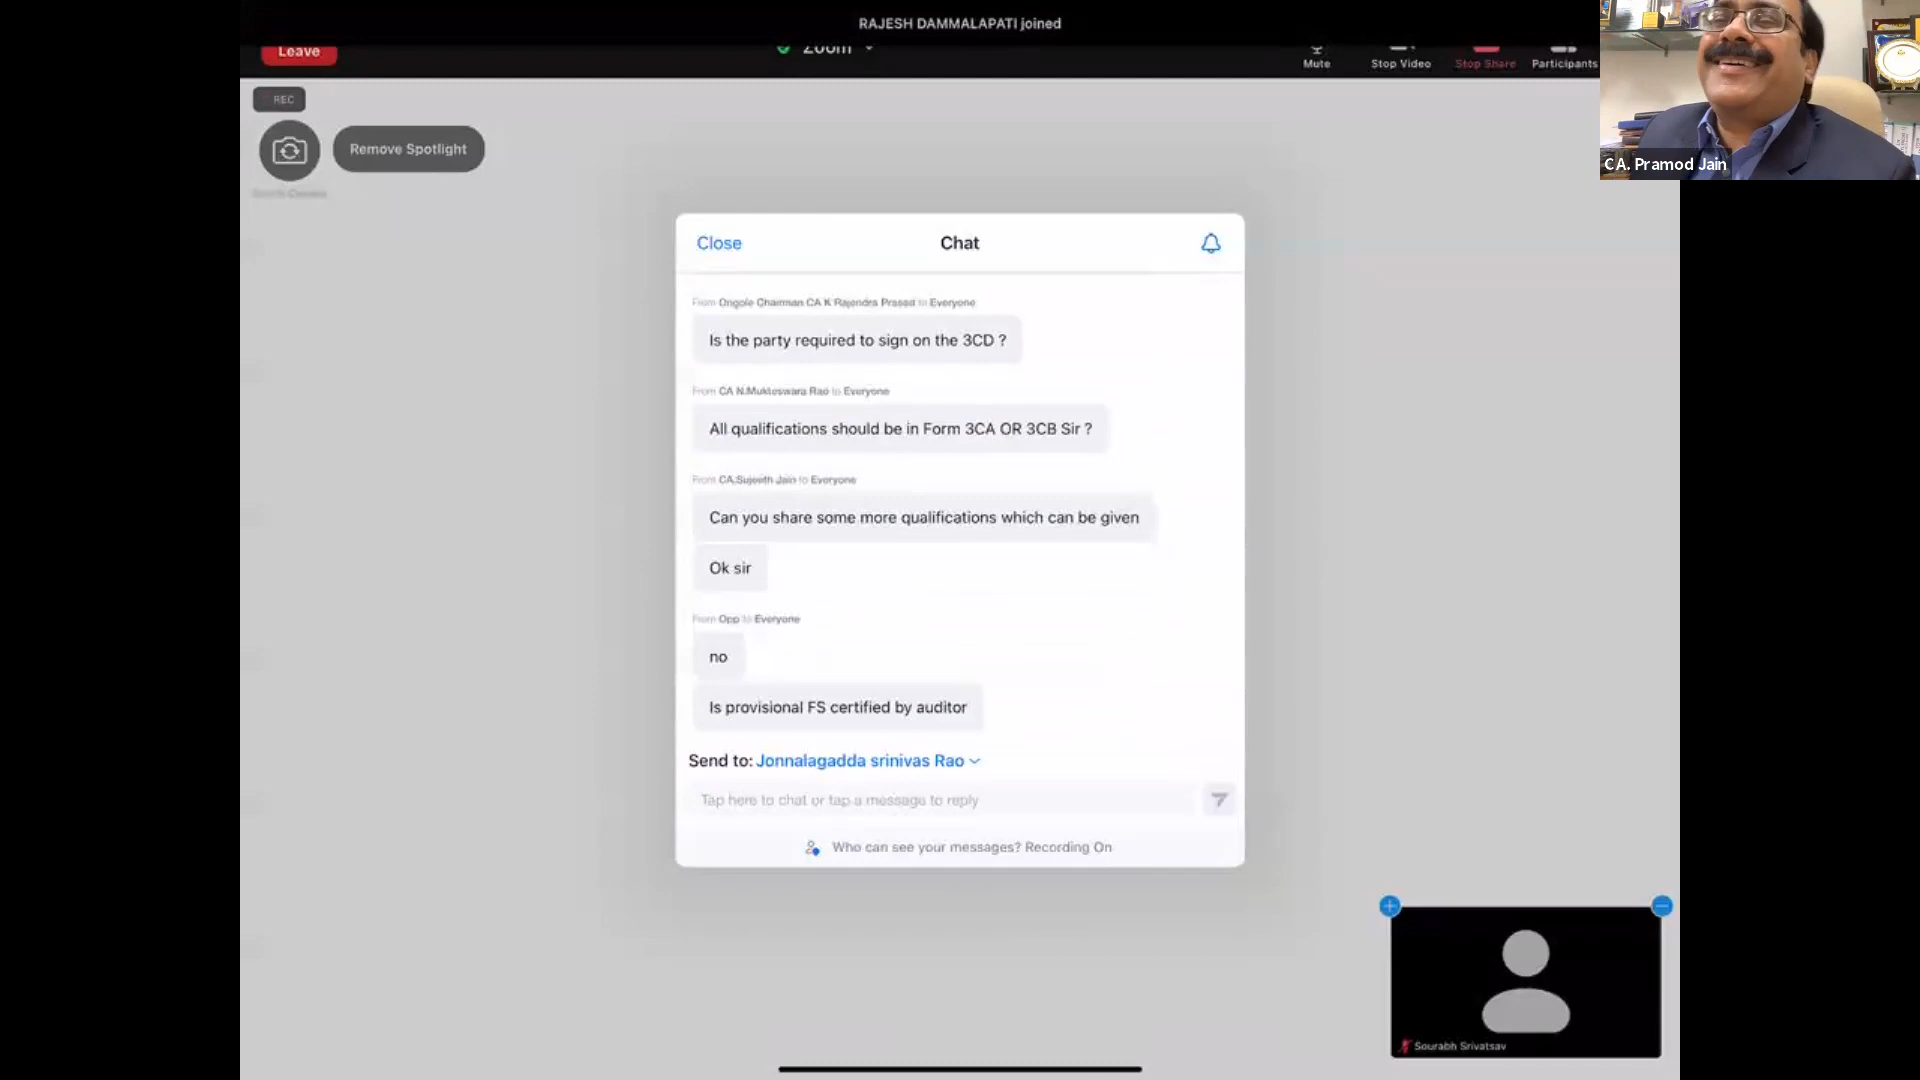 RAJESH DAMMALAPATI joined
Leave
Zoom
Mute
Stop Video
Stop Share
Participants
CA. Pramod Jain
REC
Remove Spotlight
Close
Chat
From Ongole Chairman CA K Rajendra Prasad to Everyone
Is the party required to sign on the 3CD ?
From CA N.Mukteswara Rao to Everyone
All qualifications should be in Form 3CA OR 3CB Sir ?
From CA.Sujeeth Jain to Everyone
Can you share some more qualifications which can be given
Ok sir
From Opp to Everyone
no
Is provisional FS certified by auditor
Send to: Jonnalagadda srinivas Rao
Tap here to chat or tap a message to reply
Who can see your messages? Recording On
Sourabh Srivatsav